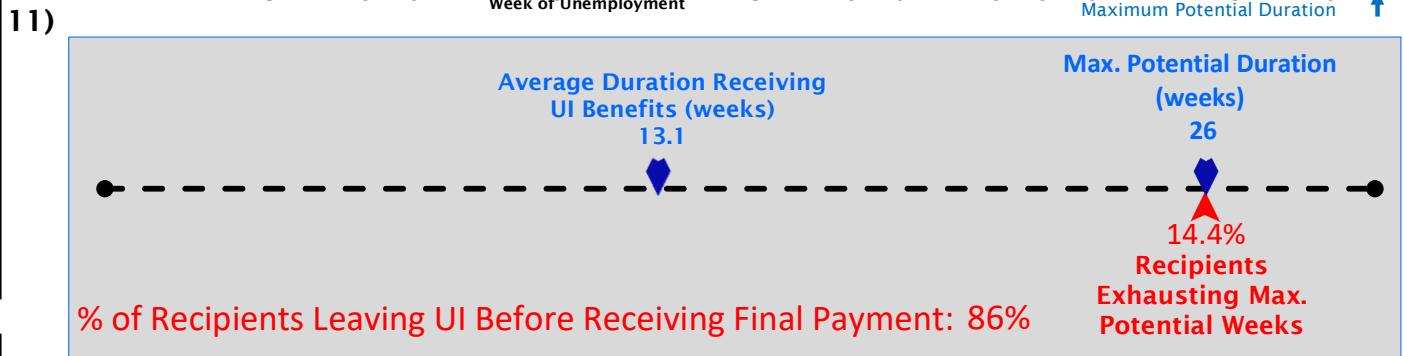 Week of Unemployment
Maximum Potential Duration
11)
Average Duration Receiving
UI Benefits (weeks)
13.1
Max. Potential Duration
(weeks)
26
14.4%
Recipients
Exhausting Max.
Potential Weeks
% of Recipients Leaving UI Before Receiving Final Payment: 86%